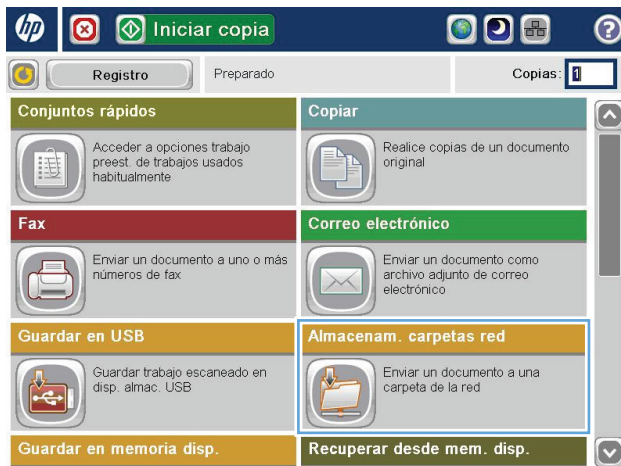 hp
Iniciar copia
?
Registro
Preparado
Copias: 1
Conjuntos rápidos
Acceder a opciones trabajo
preest. de trabajos usados
habitualmente
Copiar
Realice copias de un documento
original
Fax
Enviar un documento a uno o más
números de fax
Correo electrónico
Enviar un documento como
archivo adjunto de correo
electrónico
Guardar en USB
Guardar trabajo escaneado en
disp. almac. USB
Almacenam. carpetas red
Enviar un documento a una
carpeta de la red
Guardar en memoria disp.
Recuperar desde mem. disp.